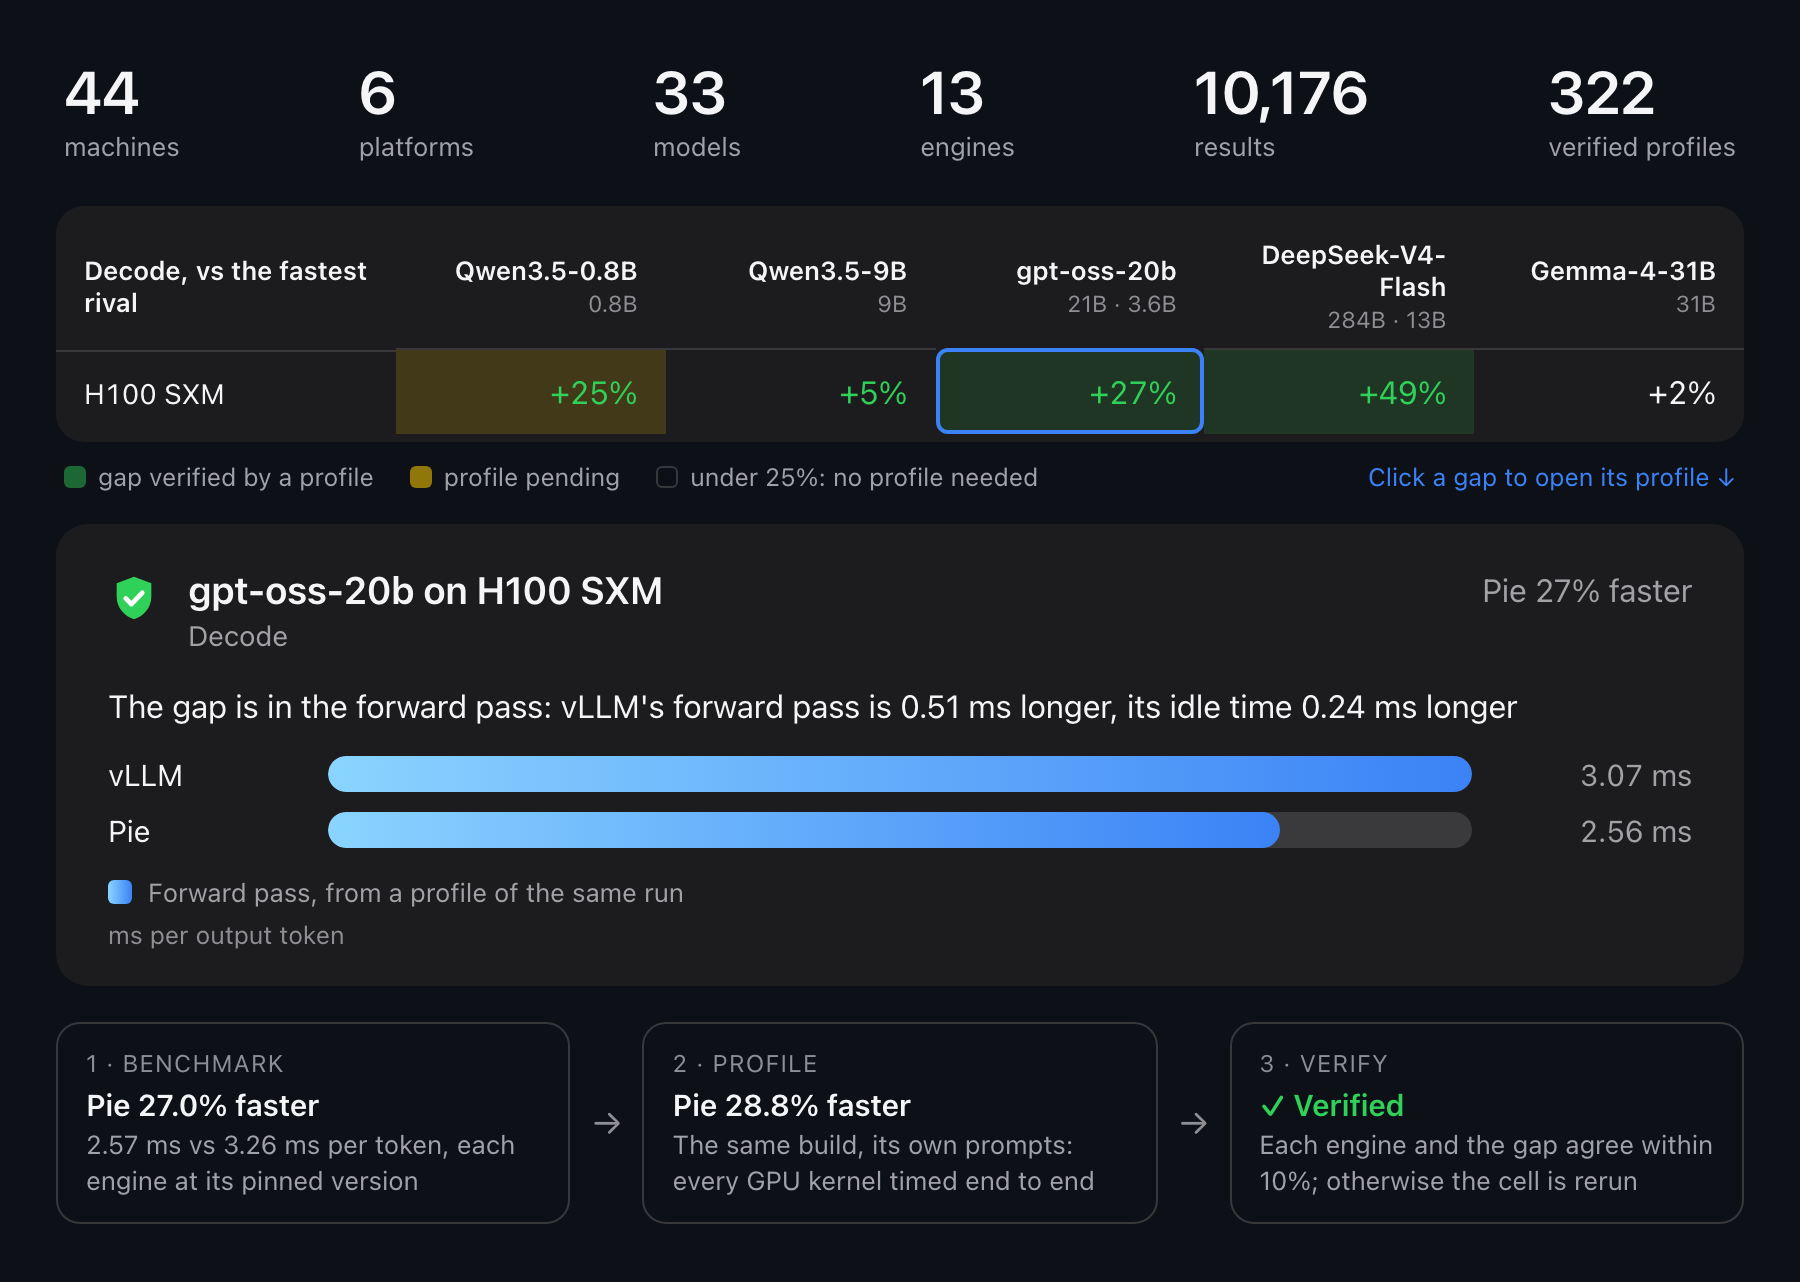 44
machines
6
platforms
33
models
13
engines
10,176
results
322
verified profiles
Decode, vs the fastest
rival
Qwen3.5-0.8B
0.8B
Qwen3.5-9B
9B
gpt-oss-20b
21B · 3.6B
DeepSeek-V4-
Flash
284B · 13B
Gemma-4-31B
31B
H100 SXM
+25%
+5%
+27%
+49%
+2%
gap verified by a profile
profile pending
under 25%: no profile needed
Click a gap to open its profile ↓
gpt-oss-20b on H100 SXM
Decode
Pie 27% faster
The gap is in the forward pass: vLLM's forward pass is 0.51 ms longer, its idle time 0.24 ms longer
vLLM
3.07 ms
Pie
2.56 ms
Forward pass, from a profile of the same run
ms per output token
1 · BENCHMARK
Pie 27.0% faster
2.57 ms vs 3.26 ms per token, each
engine at its pinned version
→
2 · PROFILE
Pie 28.8% faster
The same build, its own prompts:
every GPU kernel timed end to end
→
3 · VERIFY
✓ Verified
Each engine and the gap agree within
10%; otherwise the cell is rerun